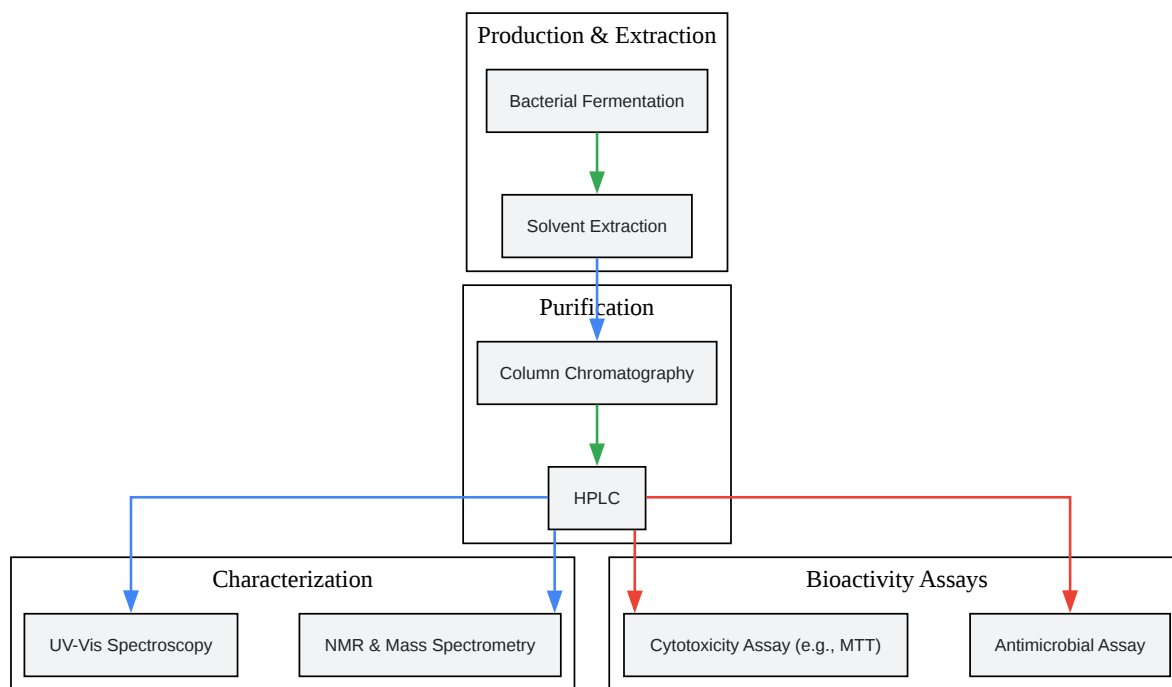 Production & Extraction
Bacterial Fermentation
Solvent Extraction
Purification
Column Chromatography
HPLC
Characterization
Bioactivity Assays
UV-Vis Spectroscopy
NMR & Mass Spectrometry
Cytotoxicity Assay (e.g., MTT)
Antimicrobial Assay